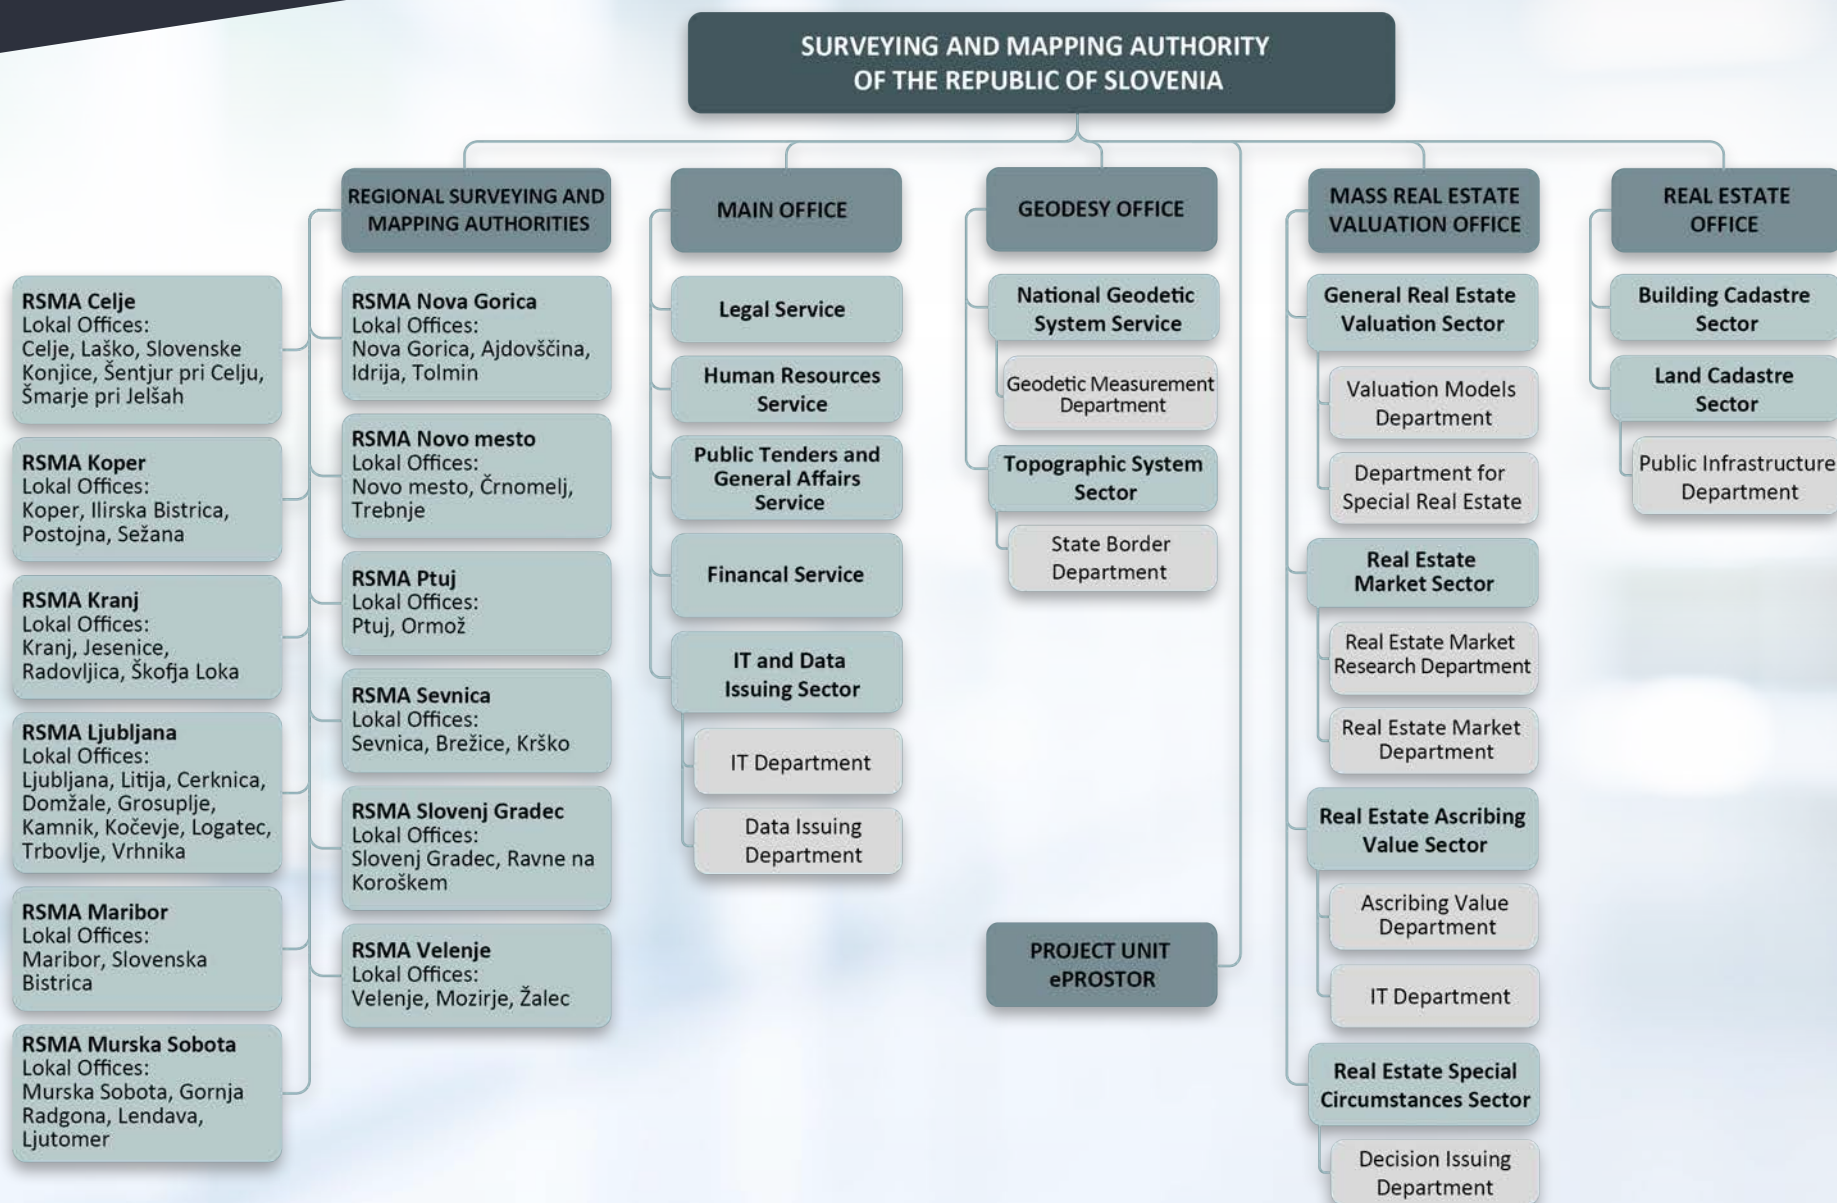 SURVEYING AND MAPPING AUTHORITY
OF THE REPUBLIC OF SLOVENIA
REGIONAL SURVEYING AND
MAPPING AUTHORITIES
RSMA Celje
Lokal Offices:
Celje, Laško, Slovenske
Konjice, Šentjur pri Celju,
Šmarje pri Jelšah
RSMA Koper
Lokal Offices:
Koper, Ilirska Bistrica,
Postojna, Sežana
RSMA Kranj
Lokal Offices:
Kranj, Jesenice,
Radovljica, Škofja Loka
RSMA Ljubljana
Lokal Offices:
Ljubljana, Litija, Cerknica,
Domžale, Grosuplje,
Kamnik, Kočevje, Logatec,
Trbovlje, Vrhnika
RSMA Maribor
Lokal Offices:
Maribor, Slovenska
Bistrica
RSMA Murska Sobota
Lokal Offices:
Murska Sobota, Gornja
Radgona, Lendava,
Ljutomer
RSMA Nova Gorica
Lokal Offices:
Nova Gorica, Ajdovščina,
Idrija, Tolmin
RSMA Novo mesto
Lokal Offices:
Novo mesto, Črnomelj,
Trebnje
RSMA Ptuj
Lokal Offices:
Ptuj, Ormož
RSMA Sevnica
Lokal Offices:
Sevnica, Brežice, Krško
RSMA Slovenj Gradec
Lokal Offices:
Slovenj Gradec, Ravne na
Koroškem
RSMA Velenje
Lokal Offices:
Velenje, Mozirje, Žalec
MAIN OFFICE
Legal Service
Human Resources
Service
Public Tenders and
General Affairs
Service
Financal Service
IT and Data
Issuing Sector
IT Department
Data Issuing
Department
GEODESY OFFICE
National Geodetic
System Service
Geodetic Measurement
Department
Topographic System
Sector
State Border
Department
PROJECT UNIT
ePROSTOR
MASS REAL ESTATE
VALUATION OFFICE
General Real Estate
Valuation Sector
Valuation Models
Department
Department for
Special Real Estate
Real Estate
Market Sector
Real Estate Market
Research Department
Real Estate Market
Department
Real Estate Ascribing
Value Sector
Ascribing Value
Department
IT Department
Real Estate Special
Circumstances Sector
Decision Issuing
Department
REAL ESTATE
OFFICE
Building Cadastre
Sector
Land Cadastre
Sector
Public Infrastructure
Department